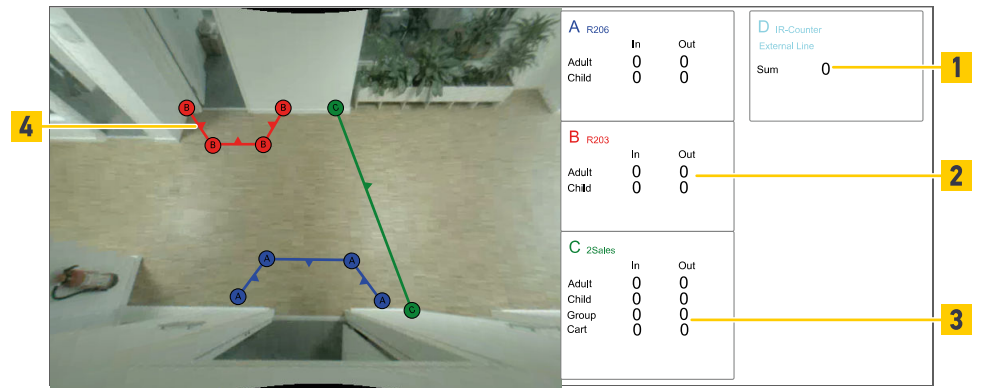 4
B
B
B
B
C
A
A
A
A
C
A R206
In Out
Adult 0 0
Child 0 0
B R203
In Out
Adult 0 0
Child 0 0
C 2Sales
In Out
Adult 0 0
Child 0 0
Group 0 0
Cart 0 0
D IR-Counter
External Line
Sum 0
1
2
3